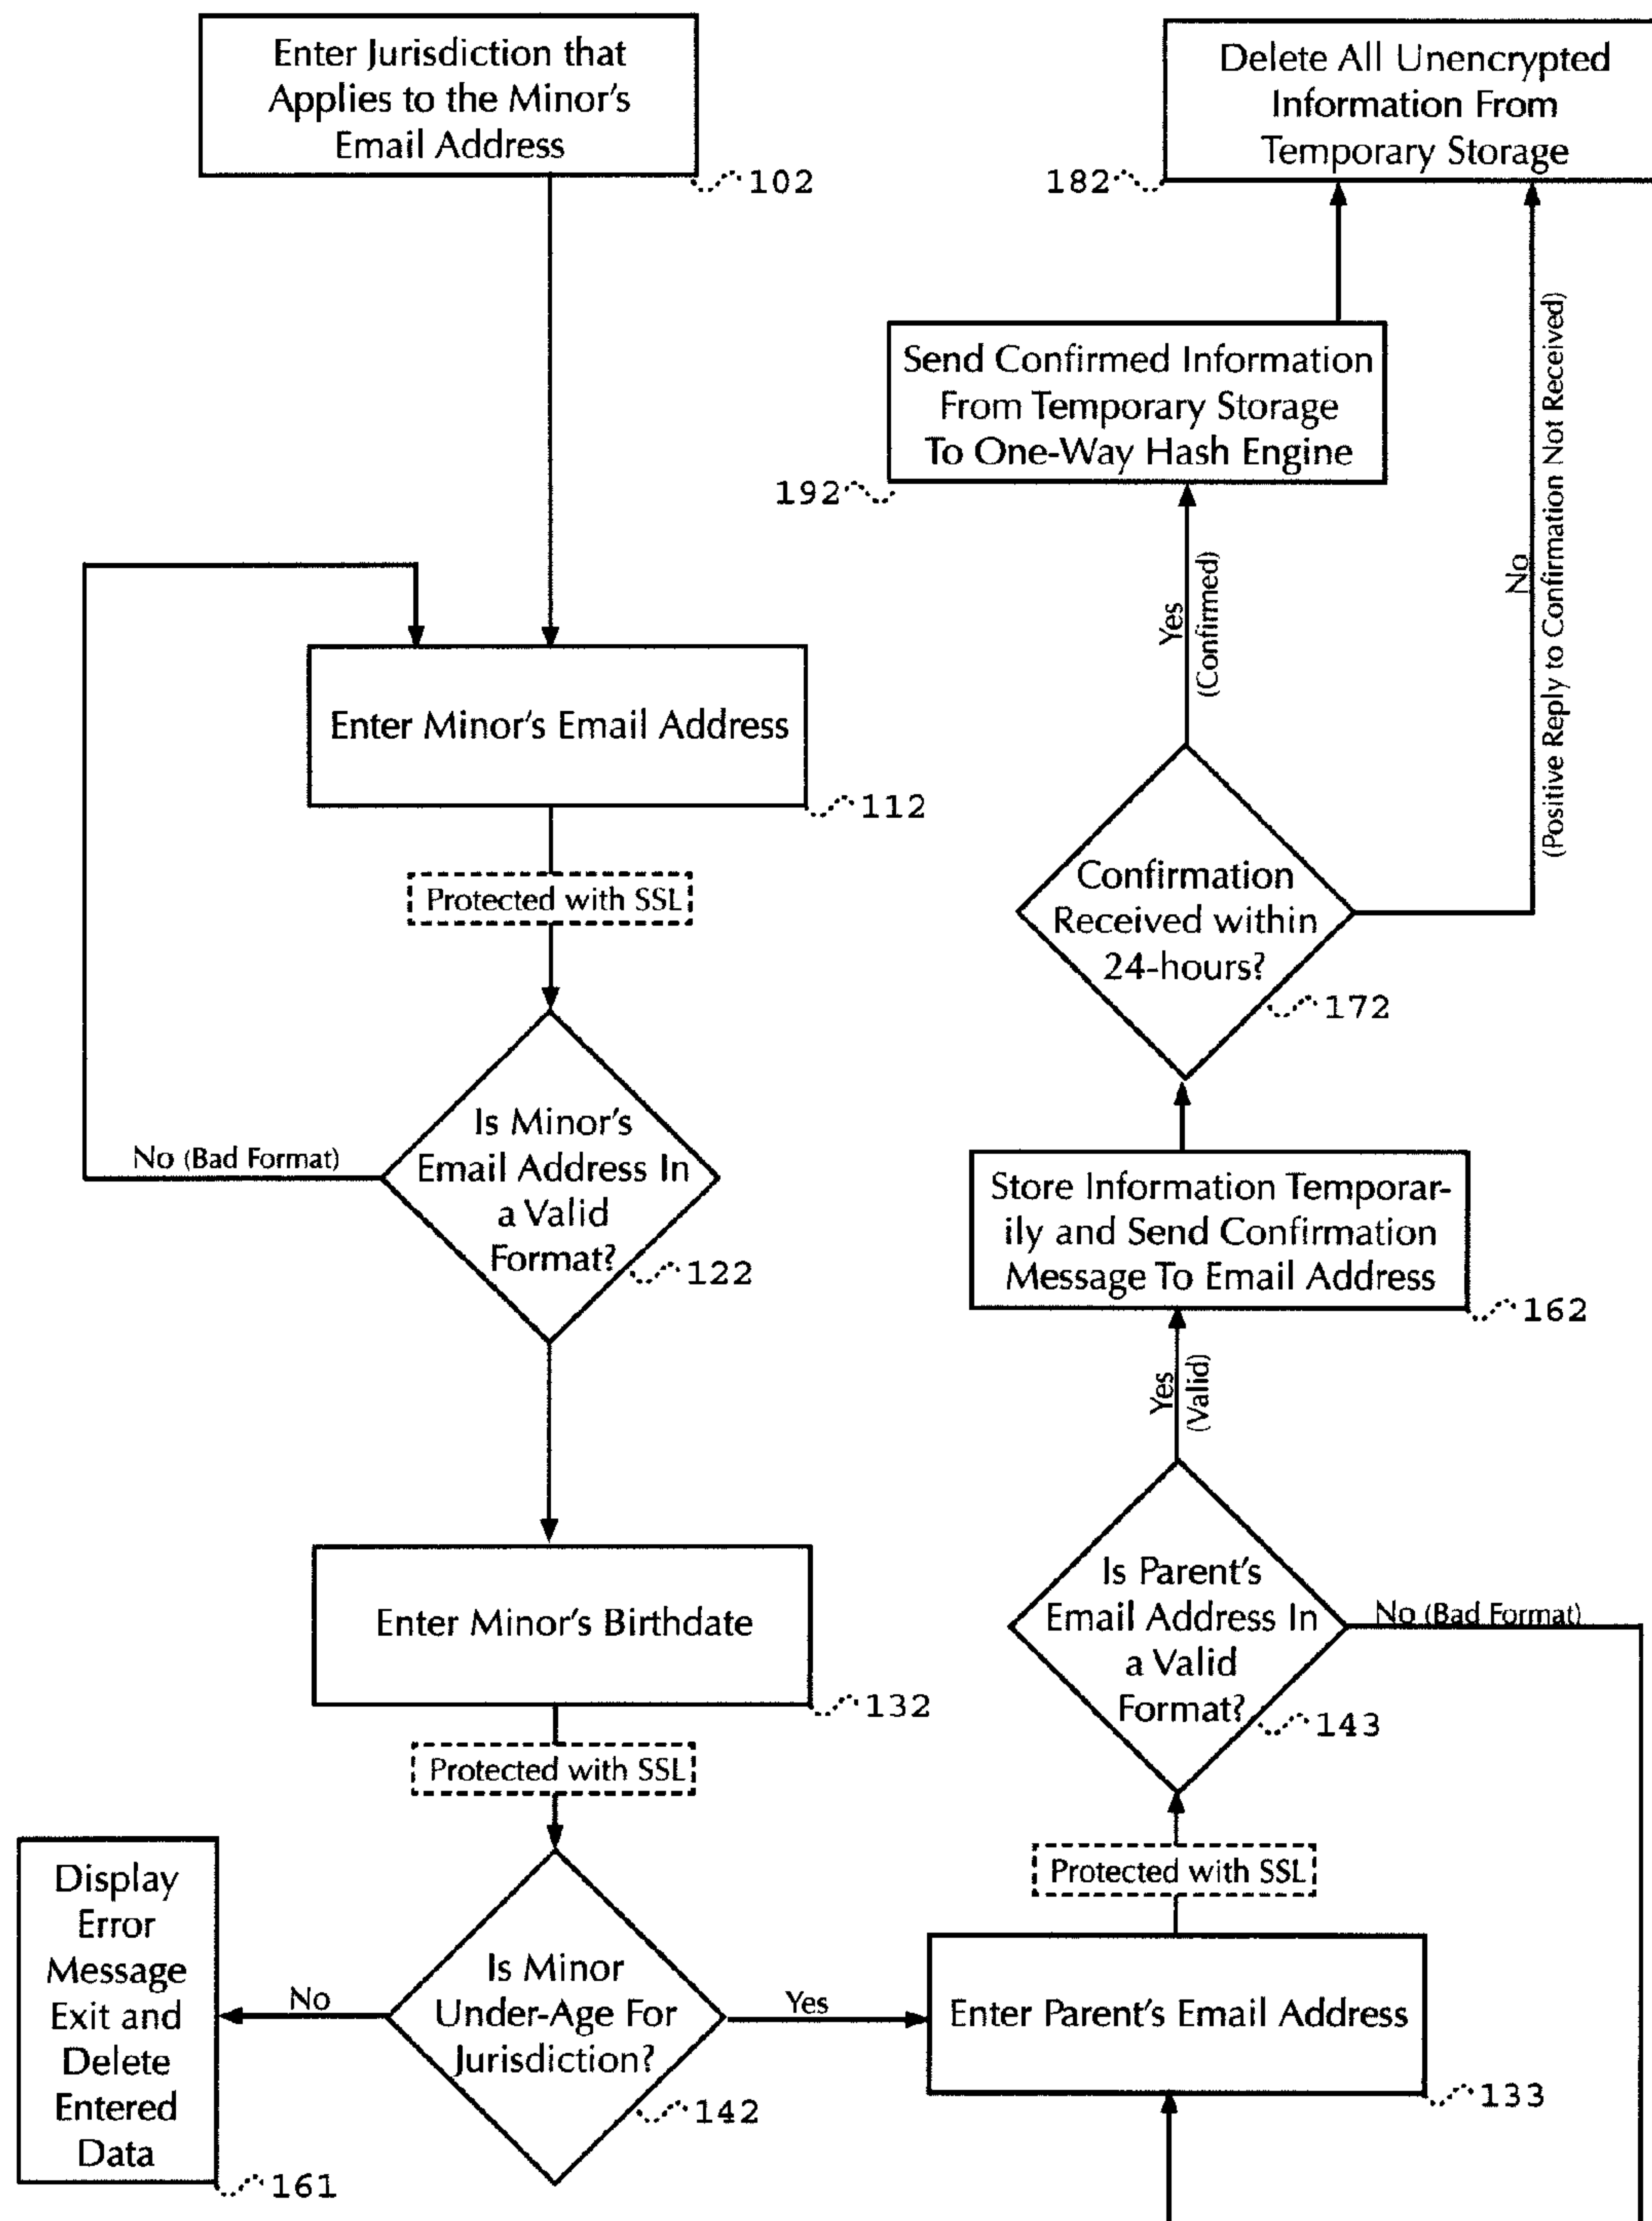 Enter Jurisdiction that
Applies to the Minor's
Email Address
102
Enter Minor's Email Address
112
Protected with SSL
Is Minor's
Email Address In
a Valid
Format?
122
No (Bad Format)
Enter Minor's Birthdate
132
Protected with SSL
Is Minor
Under-Age For
Jurisdiction?
142
No
Display
Error
Message
Exit and
Delete
Entered
Data
161
Yes
Enter Parent's Email Address
133
Protected with SSL
Is Parent's
Email Address In
a Valid
Format?
143
No (Bad Format)
Yes
(Valid)
Store Information Temporar-
ily and Send Confirmation
Message To Email Address
162
Confirmation
Received within
24-hours?
172
Yes
(Confirmed)
No
(Positive Reply to Confirmation Not Received)
Send Confirmed Information
From Temporary Storage
To One-Way Hash Engine
192
Delete All Unencrypted
Information From
Temporary Storage
182